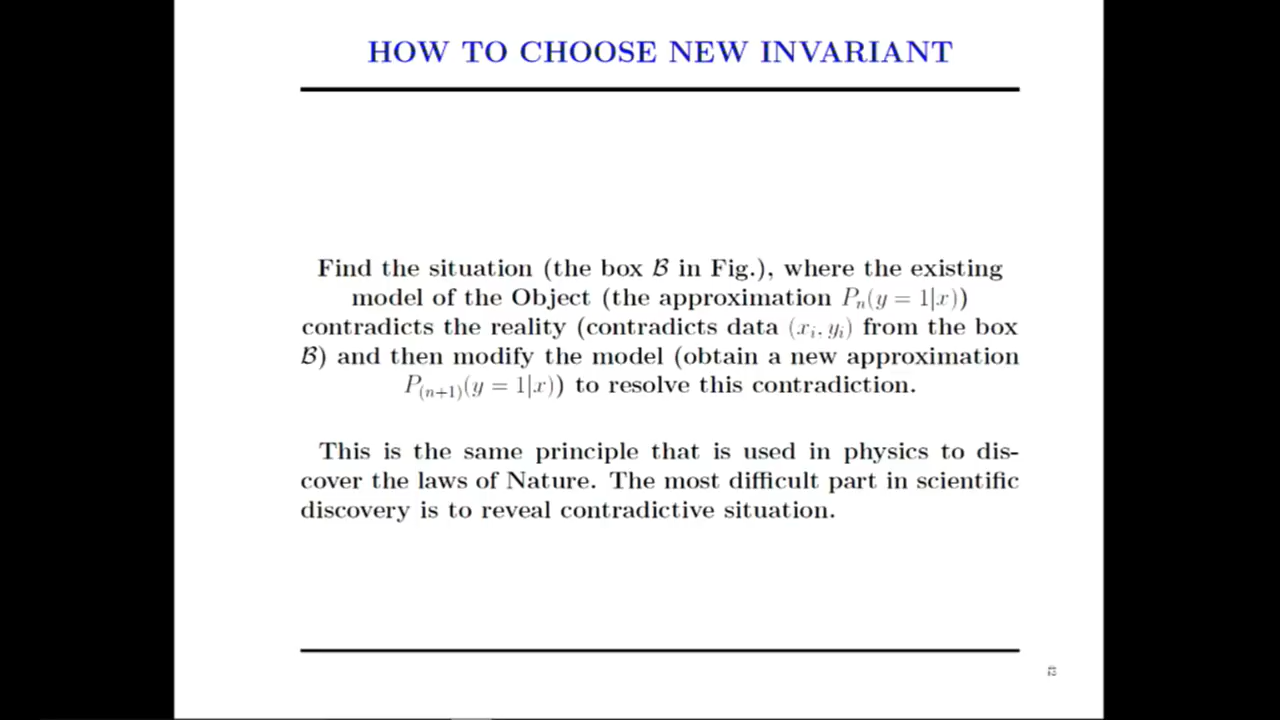 HOW TO CHOOSE NEW INVARIANT
Find the situation (the box ℬ in Fig.), where the existing
model of the Object (the approximation Pₙ(y = 1|x))
contradicts the reality (contradicts data (xᵢ, yᵢ) from the box
ℬ) and then modify the model (obtain a new approximation
P₍ₙ₊₁₎(y = 1|x)) to resolve this contradiction.
This is the same principle that is used in physics to dis-
cover the laws of Nature. The most difficult part in scientific
discovery is to reveal contradictive situation.